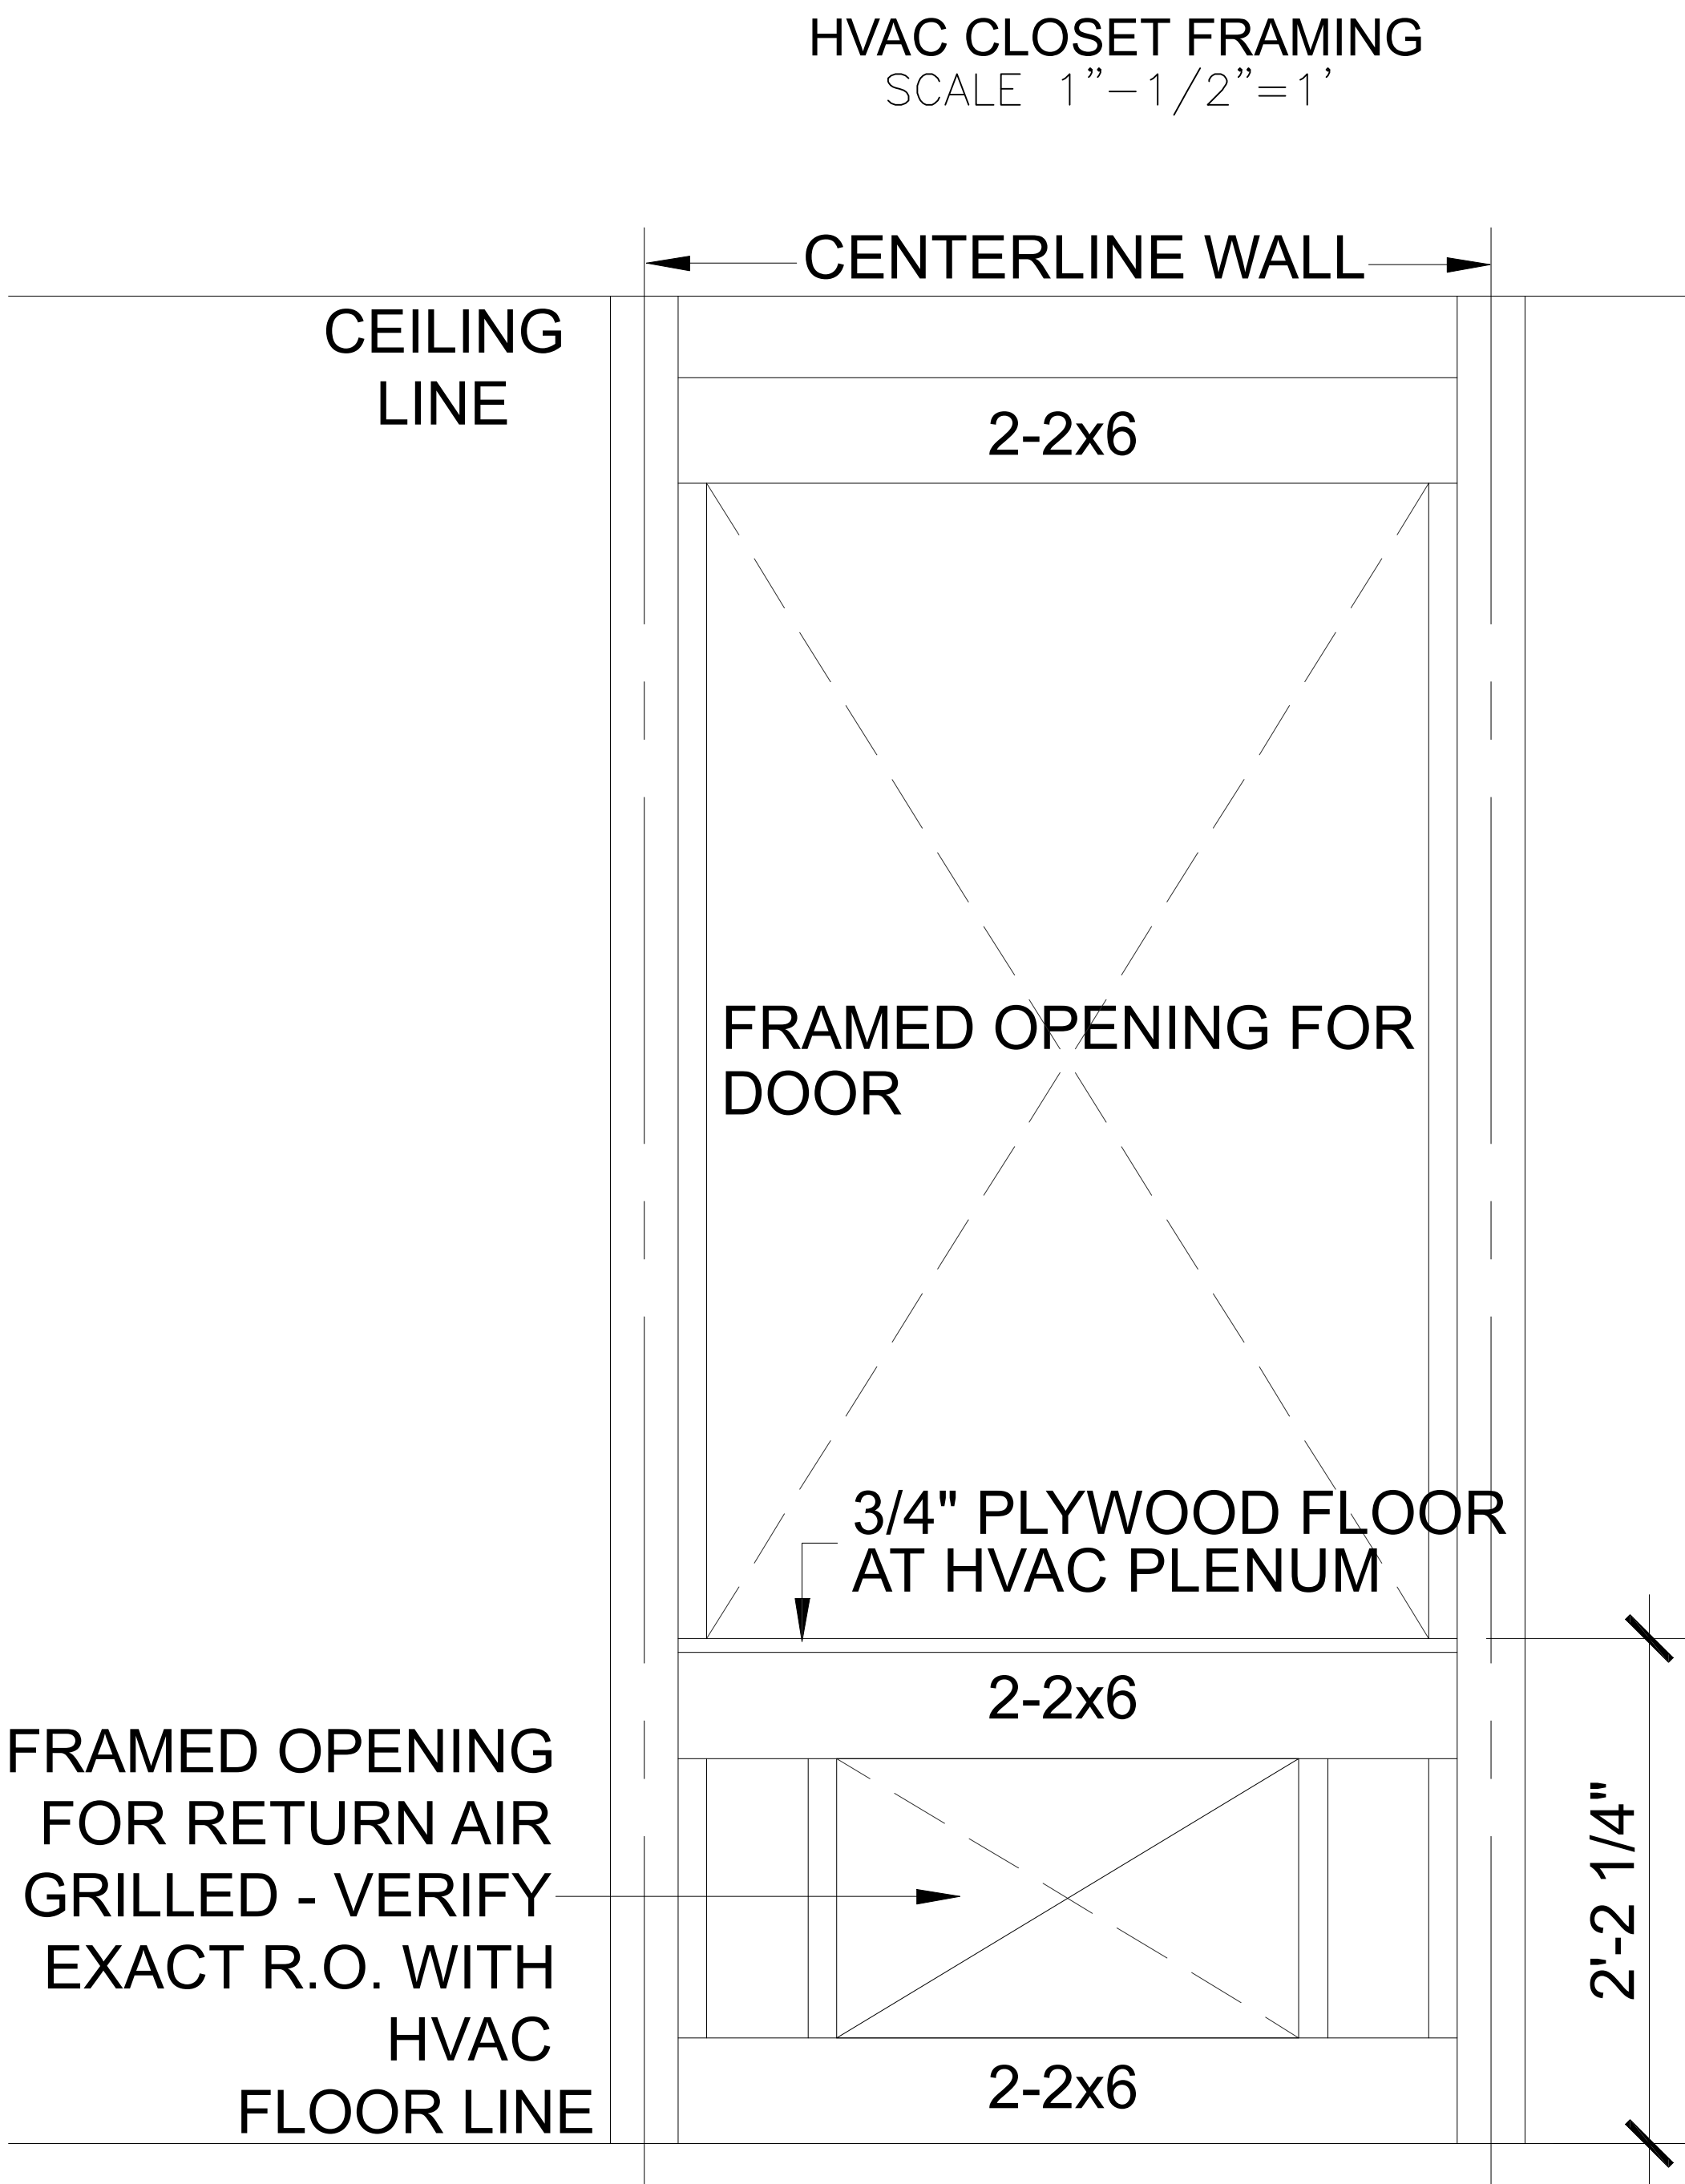 HVAC CLOSET FRAMING
SCALE 1”-1/2”=1’
CENTERLINE WALL
CEILING
LINE
2-2x6
FRAMED OPENING FOR
DOOR
3/4" PLYWOOD FLOOR
AT HVAC PLENUM
2-2x6
FRAMED OPENING
FOR RETURN AIR
GRILLED - VERIFY
EXACT R.O. WITH
HVAC
2'-2 1/4"
2-2x6
FLOOR LINE